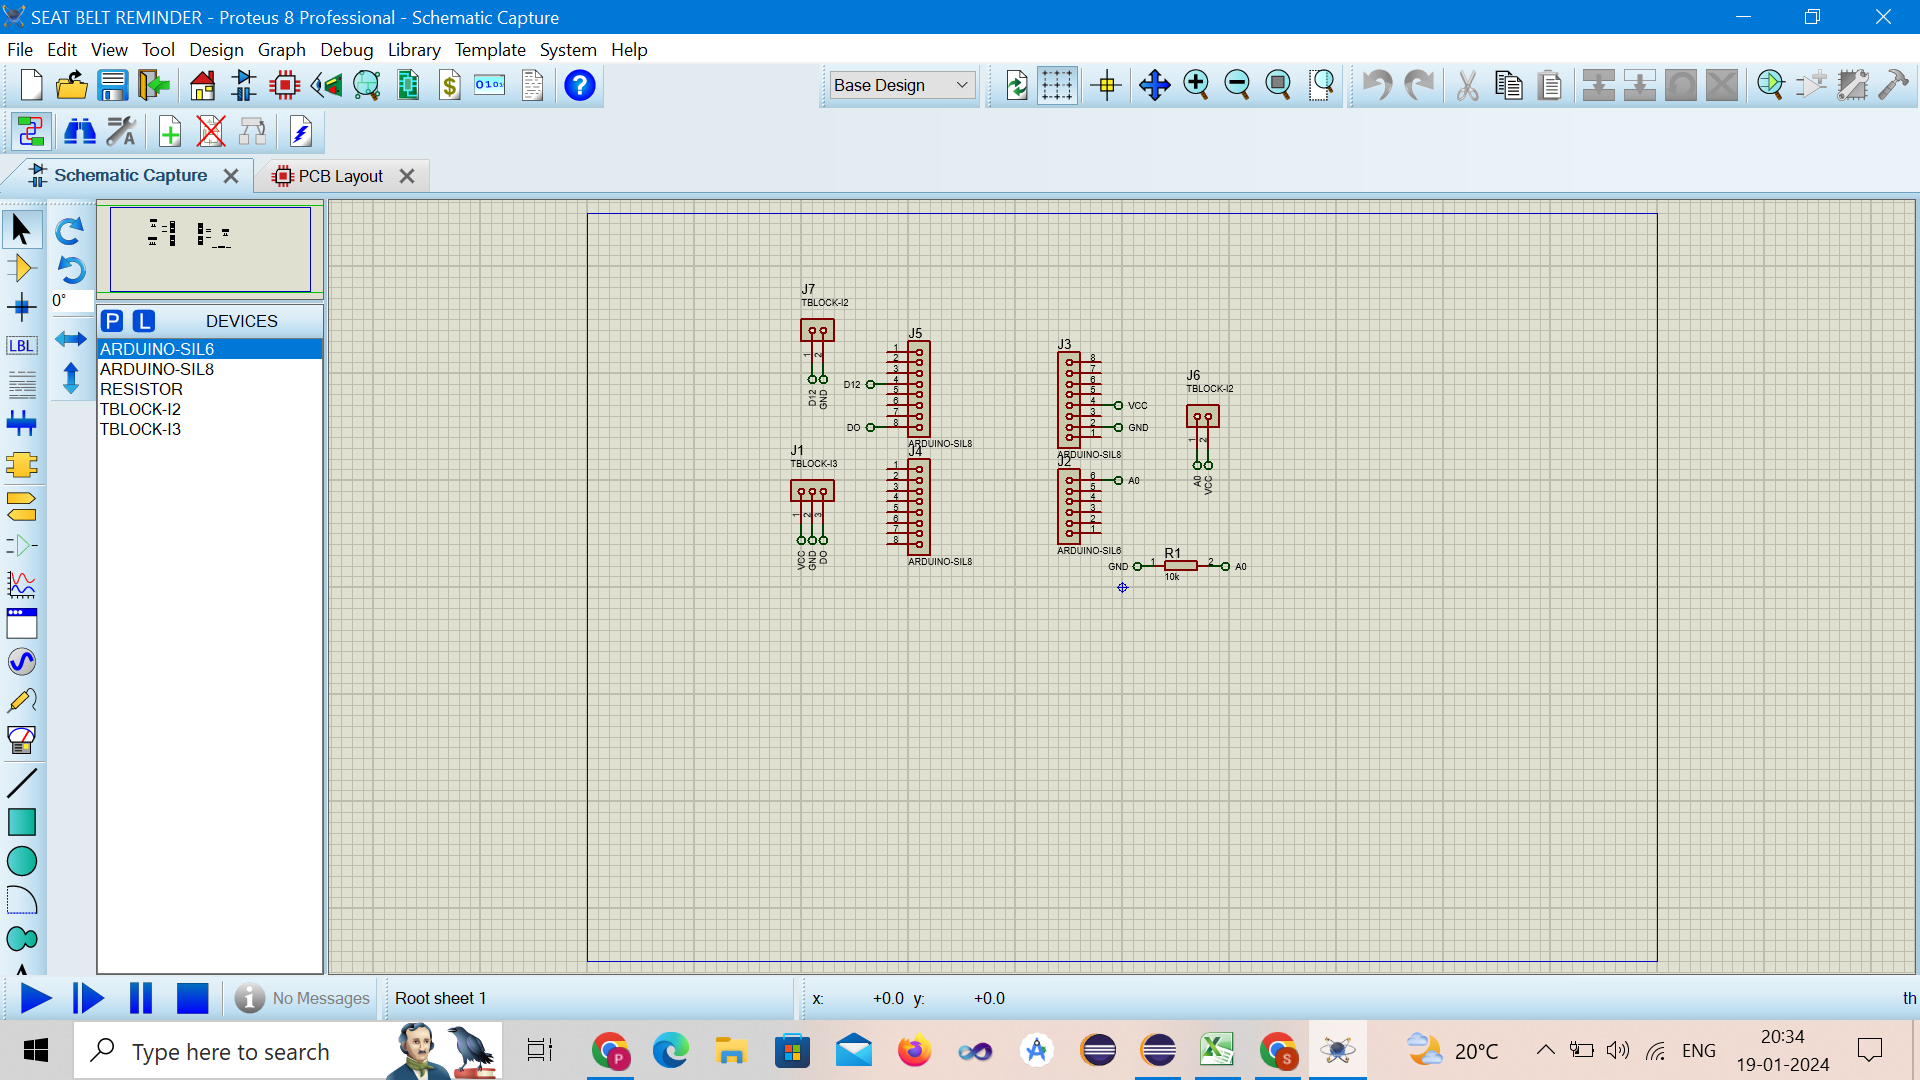 SEAT BELT REMINDER - Proteus 8 Professional - Schematic Capture
File Edit View Tool Design Graph Debug Library Template System Help
$
0101
?
Base Design
Schematic Capture
PCB Layout
0°
LBL
P L DEVICES
ARDUINO-SIL6
ARDUINO-SIL8
RESISTOR
TBLOCK-I2
TBLOCK-I3
J7
TBLOCK-I2
1
2
D12
GND
J5
1
2
3
4
5
6
7
8
D12
DO
ARDUINO-SIL8
J1
TBLOCK-I3
1
2
3
VCC
GND
DO
J4
1
2
3
4
5
6
7
8
ARDUINO-SIL8
J3
8
7
6
5
4
3
2
1
VCC
GND
ARDUINO-SIL8
J6
TBLOCK-I2
1
2
A0
VCC
J2
6
5
4
3
2
1
A0
ARDUINO-SIL6
R1
GND 1 2 A0
10k
No Messages
Root sheet 1
x: +0.0 y: +0.0
th
Type here to search
P
S
20°C
ENG
20:34
19-01-2024